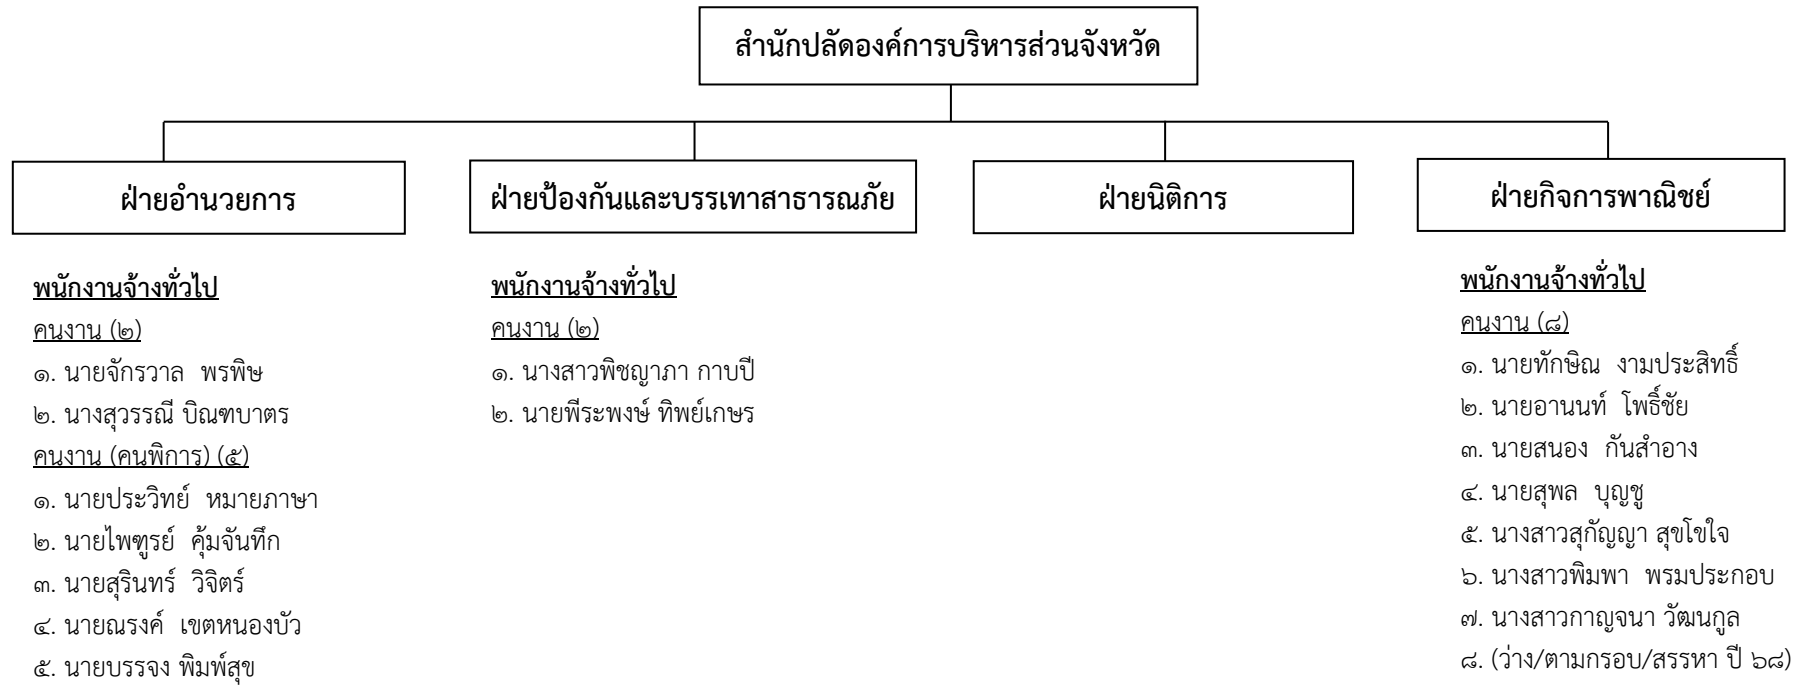 สำนักปลัดองค์การบริหารส่วนจังหวัด
ฝ่ายอำนวยการ
ฝ่ายป้องกันและบรรเทาสาธารณภัย
ฝ่ายนิติการ
ฝ่ายกิจการพาณิชย์
พนักงานจ้างทั่วไป
คนงาน (๒)
๑. นายจักรวาล พรพิษ
๒. นางสุวรรณี บิณฑบาตร
คนงาน (คนพิการ) (๕)
๑. นายประวิทย์ หมายภาษา
๒. นายไพฑูรย์ คุ้มจันทึก
๓. นายสุรินทร์ วิจิตร์
๔. นายณรงค์ เขตหนองบัว
๕. นายบรรจง พิมพ์สุข
พนักงานจ้างทั่วไป
คนงาน (๒)
๑. นางสาวพิชญาภา กาบปี
๒. นายพีระพงษ์ ทิพย์เกษร
พนักงานจ้างทั่วไป
คนงาน (๘)
๑. นายทักษิณ งามประสิทธิ์
๒. นายอานนท์ โพธิ์ชัย
๓. นายสนอง กันสำอาง
๔. นายสุพล บุญชู
๕. นางสาวสุกัญญา สุขโขใจ
๖. นางสาวพิมพา พรมประกอบ
๗. นางสาวกาญจนา วัฒนกูล
๘. (ว่าง/ตามกรอบ/สรรหา ปี ๖๘)